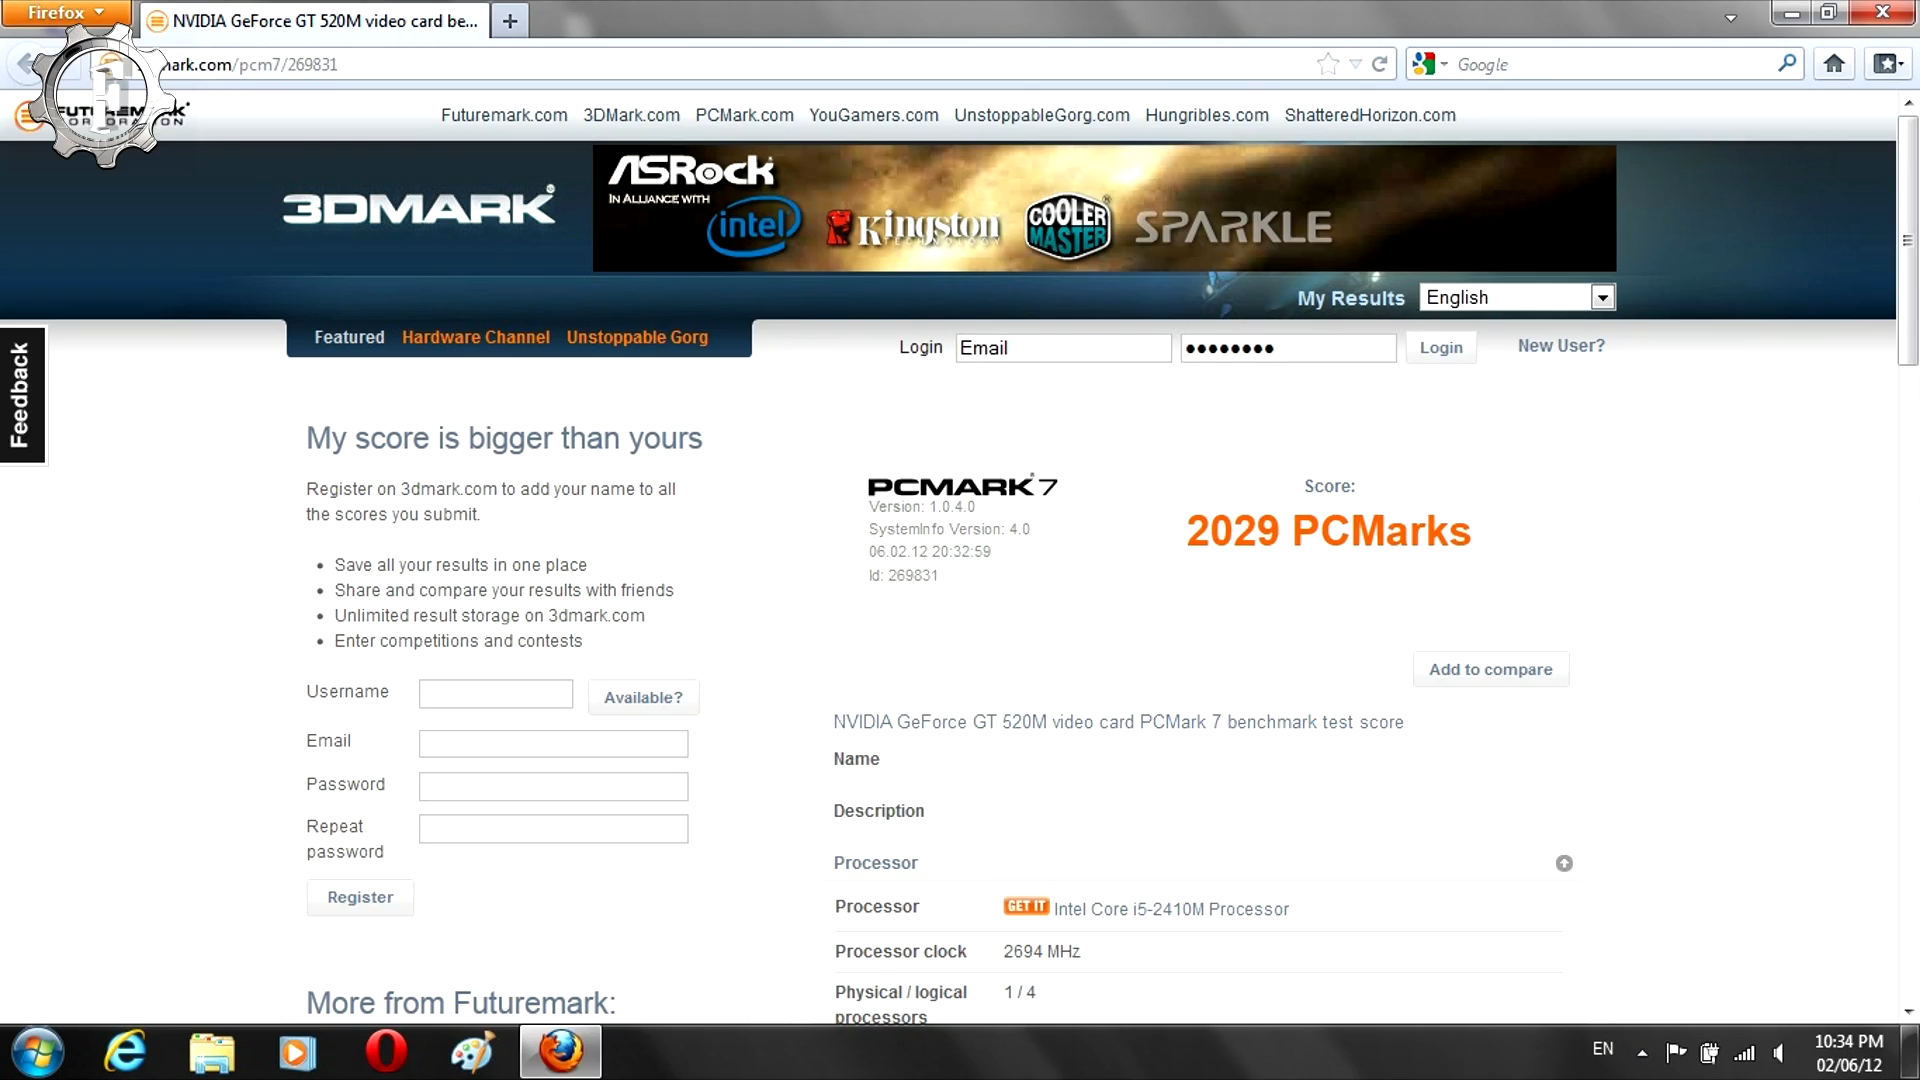 Firefox
NVIDIA GeForce GT 520M video card be...
ark.com/pcm7/269831
Google
FUTUREMARK
CORPORATION
Futuremark.com 3DMark.com PCMark.com YouGamers.com UnstoppableGorg.com Hungribles.com ShatteredHorizon.com
3DMARK
ASRock
IN ALLIANCE WITH
intel
Kingston
TECHNOLOGY
COOLER
MASTER
SPARKLE
My Results
English
Featured Hardware Channel Unstoppable Gorg
Login
Email
Login
New User?
Feedback
My score is bigger than yours
Register on 3dmark.com to add your name to all
the scores you submit.
Save all your results in one place
Share and compare your results with friends
Unlimited result storage on 3dmark.com
Enter competitions and contests
Username
Available?
Email
Password
Repeat
password
Register
More from Futuremark:
PCMARK 7
Version: 1.0.4.0
SystemInfo Version: 4.0
06.02.12 20:32:59
Id: 269831
Score:
2029 PCMarks
Add to compare
NVIDIA GeForce GT 520M video card PCMark 7 benchmark test score
Name
Description
Processor
Processor GET IT Intel Core i5-2410M Processor
Processor clock 2694 MHz
Physical / logical 1 / 4
processors
EN
10:34 PM
02/06/12